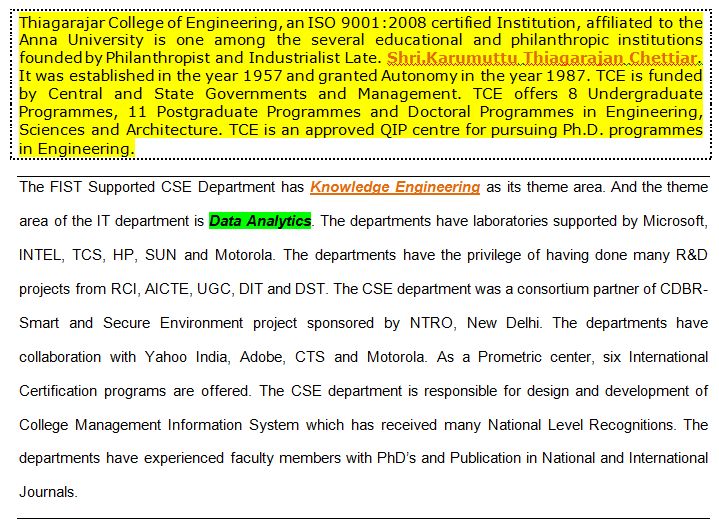 Thiagarajar College of Engineering, an ISO 9001:2008 certified Institution, affiliated to the
Anna University is one among the several educational and philanthropic institutions
founded by Philanthropist and Industrialist Late. Shri.Karumuttu Thiagarajan Chettiar.
It was established in the year 1957 and granted Autonomy in the year 1987. TCE is funded
by Central and State Governments and Management. TCE offers 8 Undergraduate
Programmes, 11 Postgraduate Programmes and Doctoral Programmes in Engineering,
Sciences and Architecture. TCE is an approved QIP centre for pursuing Ph.D. programmes
in Engineering.
The FIST Supported CSE Department has Knowledge Engineering as its theme area. And the theme
area of the IT department is Data Analytics. The departments have laboratories supported by Microsoft,
INTEL, TCS, HP, SUN and Motorola. The departments have the privilege of having done many R&D
projects from RCI, AICTE, UGC, DIT and DST. The CSE department was a consortium partner of CDBR-
Smart and Secure Environment project sponsored by NTRO, New Delhi. The departments have
collaboration with Yahoo India, Adobe, CTS and Motorola. As a Prometric center, six International
Certification programs are offered. The CSE department is responsible for design and development of
College Management Information System which has received many National Level Recognitions. The
departments have experienced faculty members with PhD's and Publication in National and International
Journals.